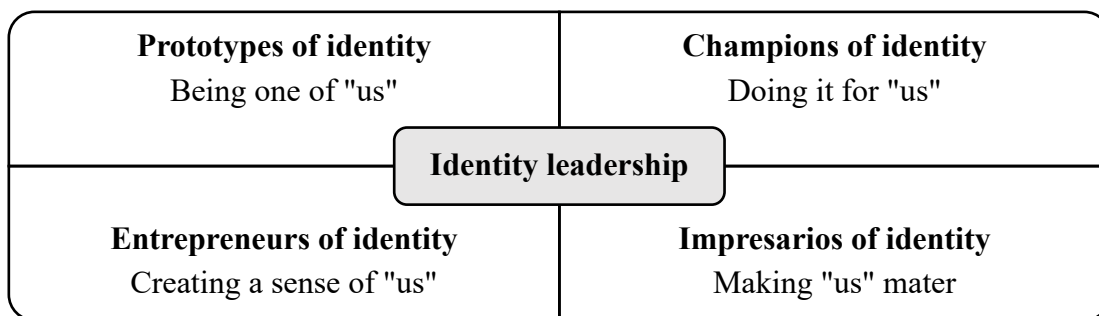 Prototypes of identity
Being one of "us"
Champions of identity
Doing it for "us"
Identity leadership
Entrepreneurs of identity
Creating a sense of "us"
Impresarios of identity
Making "us" mater